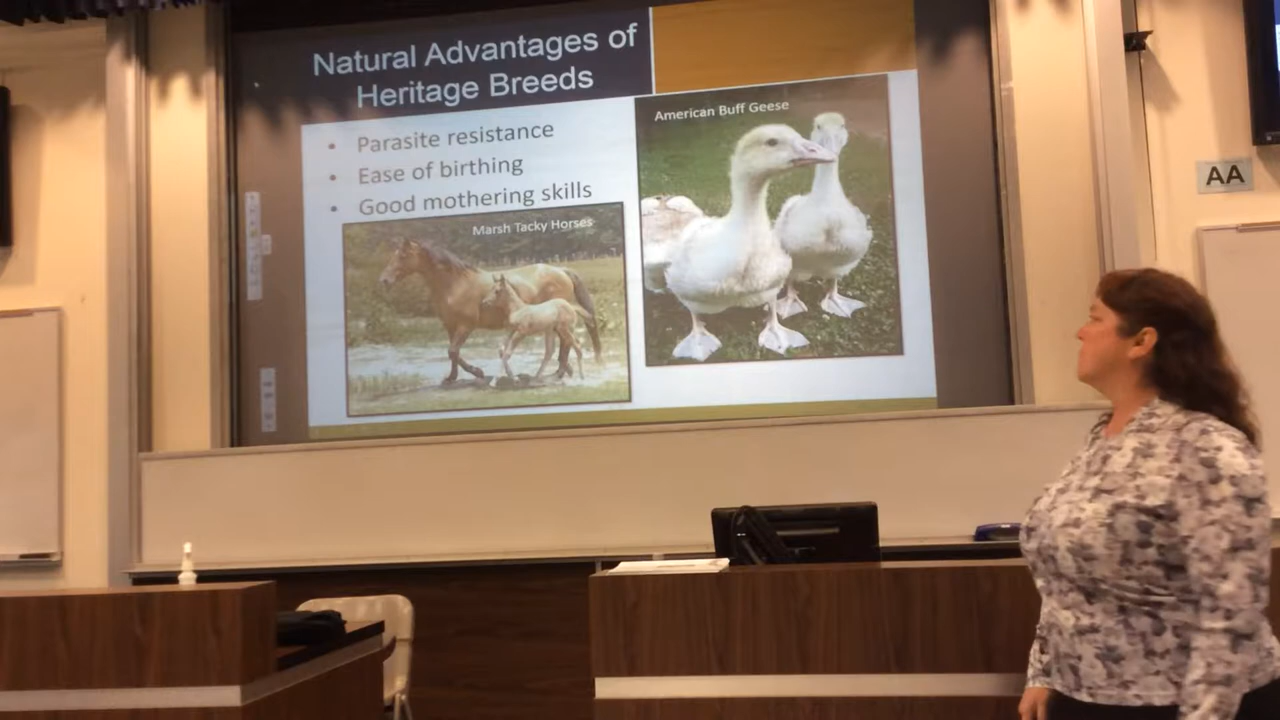 Natural Advantages of
Heritage Breeds
• Parasite resistance
• Ease of birthing
• Good mothering skills
American Buff Geese
Marsh Tacky Horses
AA